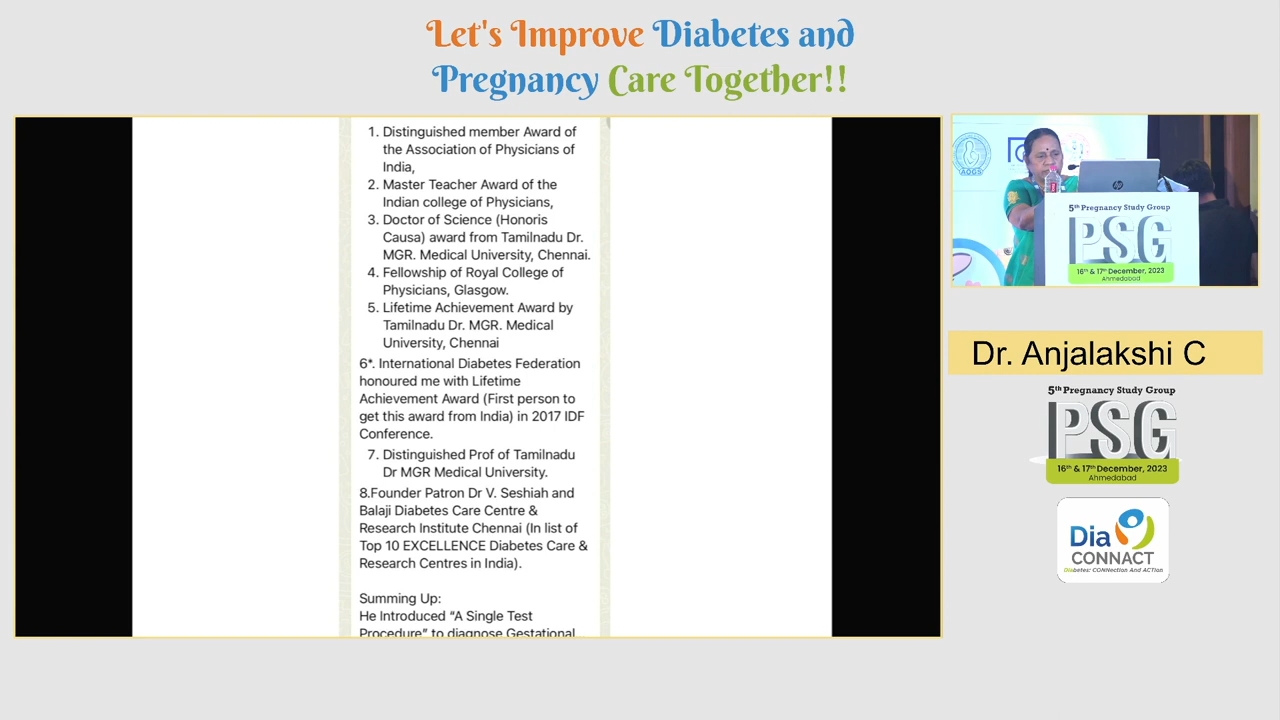 Let's Improve Diabetes and
Pregnancy Care Together!!
1. Distinguished member Award of
the Association of Physicians of
India,
2. Master Teacher Award of the
Indian college of Physicians,
3. Doctor of Science (Honoris
Causa) award from Tamilnadu Dr.
MGR. Medical University, Chennai.
4. Fellowship of Royal College of
Physicians, Glasgow.
5. Lifetime Achievement Award by
Tamilnadu Dr. MGR. Medical
University, Chennai
6*. International Diabetes Federation
honoured me with Lifetime
Achievement Award (First person to
get this award from India) in 2017 IDF
Conference.
7. Distinguished Prof of Tamilnadu
Dr MGR Medical University.
8.Founder Patron Dr V. Seshiah and
Balaji Diabetes Care Centre &
Research Institute Chennai (In list of
Top 10 EXCELLENCE Diabetes Care &
Research Centres in India).
Summing Up:
He Introduced “A Single Test
Procedure” to diagnose Gestational
AOGS
hp
5th Pregnancy Study Group
PSG
16th & 17th December, 2023
Ahmedabad
Dr. Anjalakshi C
5th Pregnancy Study Group
PSG
16th & 17th December, 2023
Ahmedabad
Dia
CONNACT
Diabetes: CONNection And ACTion